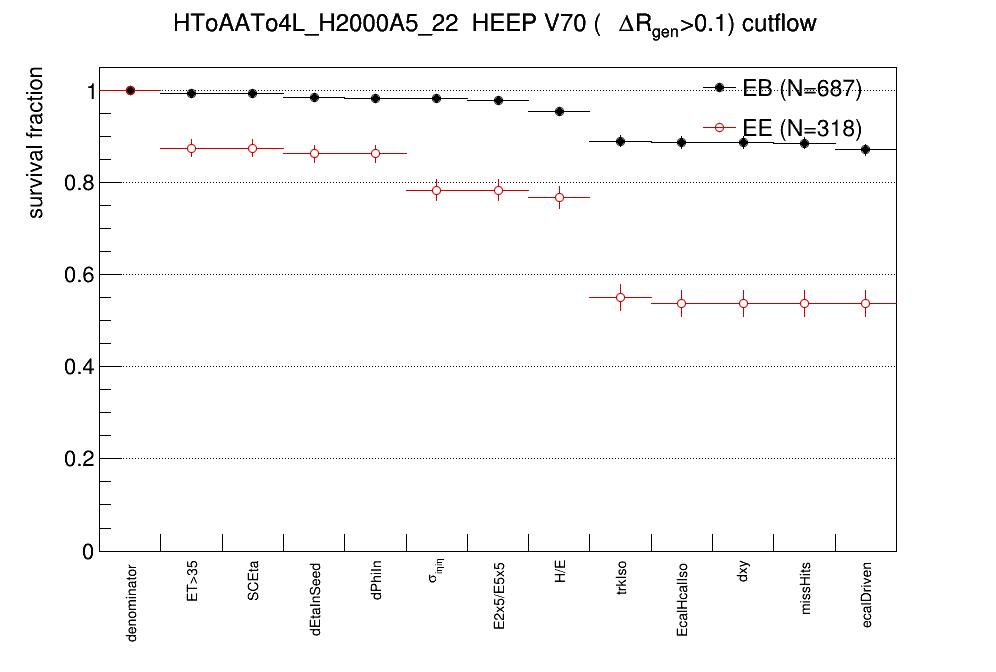 HToAATo4L_H2000A5_22 HEEP V70 ( ΔRgen>0.1) cutflow
survival fraction
1
0.8
0.6
0.4
0.2
0
EB (N=687)
EE (N=318)
denominator
ET>35
SCEta
dEtaInSeed
dPhiIn
σiηiη
E2x5/E5x5
H/E
trkIso
EcalHcalIso
dxy
missHits
ecalDriven